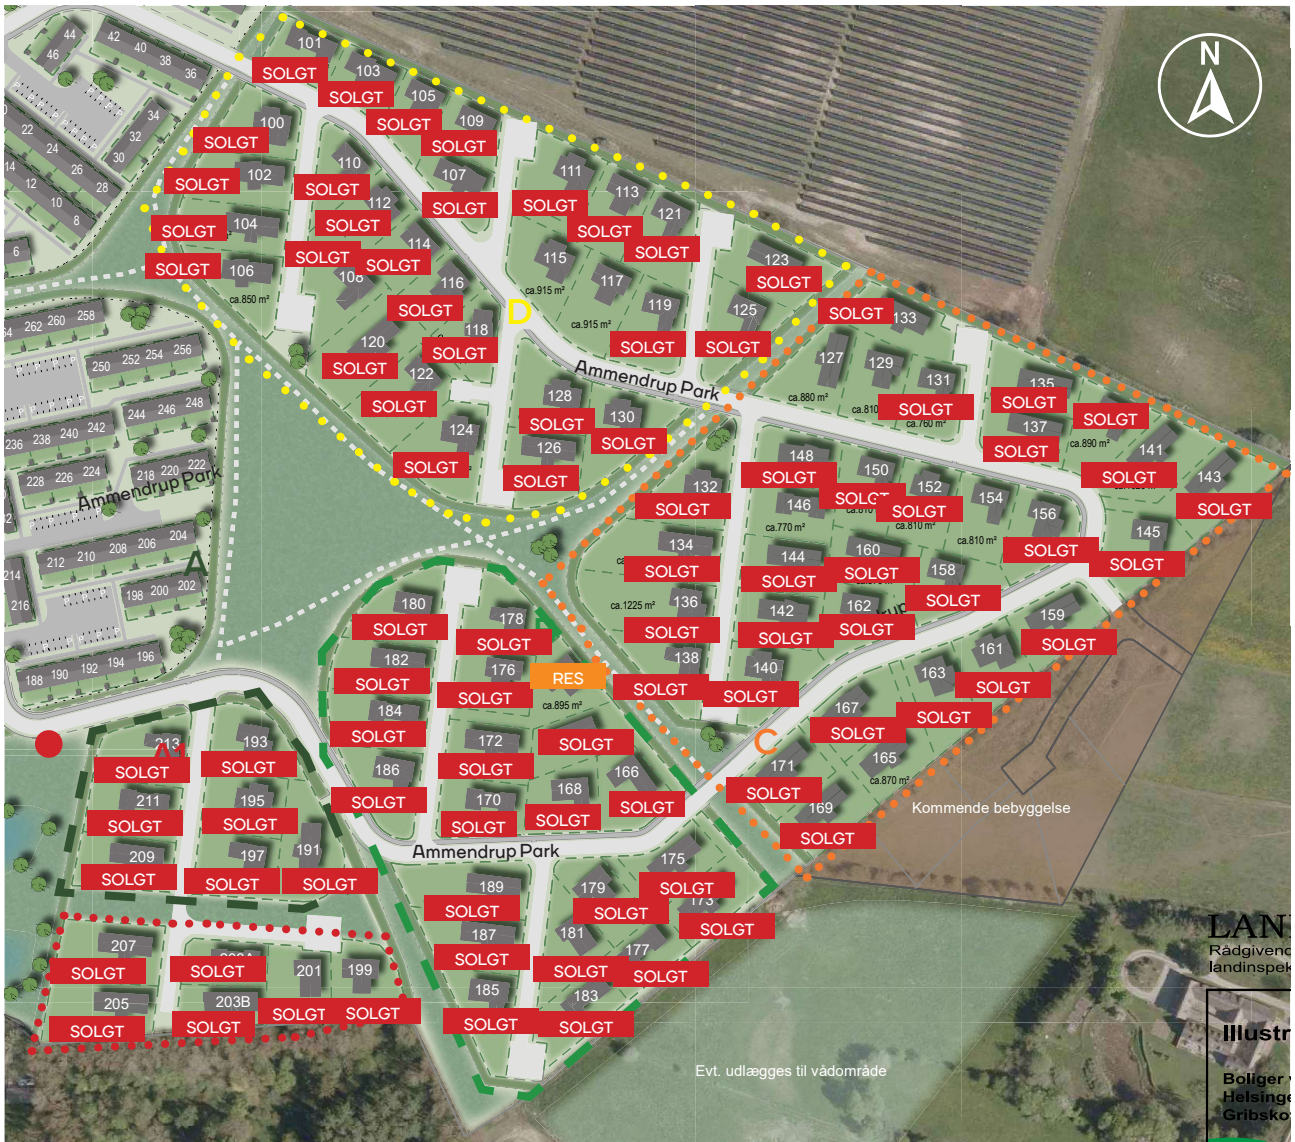 44
46
42
40
38
36
34
32
30
22
24
26
28
14
12
10
8
6
N
101
SOLGT
103
SOLGT
105
SOLGT
109
SOLGT
100
SOLGT
102
SOLGT
104
SOLGT
106
SOLGT
ca.850 m²
110
SOLGT
112
SOLGT
108
SOLGT
114
SOLGT
116
SOLGT
118
SOLGT
120
SOLGT
122
SOLGT
124
SOLGT
107
SOLGT
111
SOLGT
113
SOLGT
121
SOLGT
115
ca.915 m²
117
ca.915 m²
119
SOLGT
123
SOLGT
125
SOLGT
D
Ammendrup Park
128
SOLGT
130
SOLGT
126
SOLGT
133
SOLGT
127
ca.880 m²
129
131
SOLGT
ca.760 m²
135
SOLGT
137
SOLGT
SOLGT
ca.890 m²
141
SOLGT
143
SOLGT
145
SOLGT
148
SOLGT
150
SOLGT
152
SOLGT
ca.810 m²
154
ca.810 m²
156
SOLGT
146
ca.770 m²
144
SOLGT
160
SOLGT
158
SOLGT
142
SOLGT
162
SOLGT
140
SOLGT
132
SOLGT
134
SOLGT
136
ca.1225 m²
SOLGT
138
SOLGT
159
SOLGT
161
SOLGT
163
SOLGT
167
SOLGT
165
ca.870 m²
171
SOLGT
169
SOLGT
C
Kommende bebyggelse
262
260
258
250
252
254
256
244
246
248
236
238
240
242
228
226
224
218
220
222
Ammendrup Park
212
210
208
206
204
214
216
198
200
202
A
188
190
192
194
196
180
SOLGT
182
SOLGT
184
SOLGT
186
SOLGT
178
SOLGT
176
SOLGT
RES
ca.895 m²
172
SOLGT
SOLGT
170
SOLGT
168
SOLGT
166
SOLGT
Ammendrup Park
213
SOLGT
211
SOLGT
209
SOLGT
193
SOLGT
195
SOLGT
197
SOLGT
191
SOLGT
207
SOLGT
205
SOLGT
SOLGT
203B
SOLGT
201
SOLGT
199
SOLGT
189
SOLGT
187
SOLGT
185
SOLGT
175
SOLGT
173
SOLGT
179
SOLGT
181
SOLGT
177
SOLGT
183
SOLGT
Evt. udlægges til vådområde